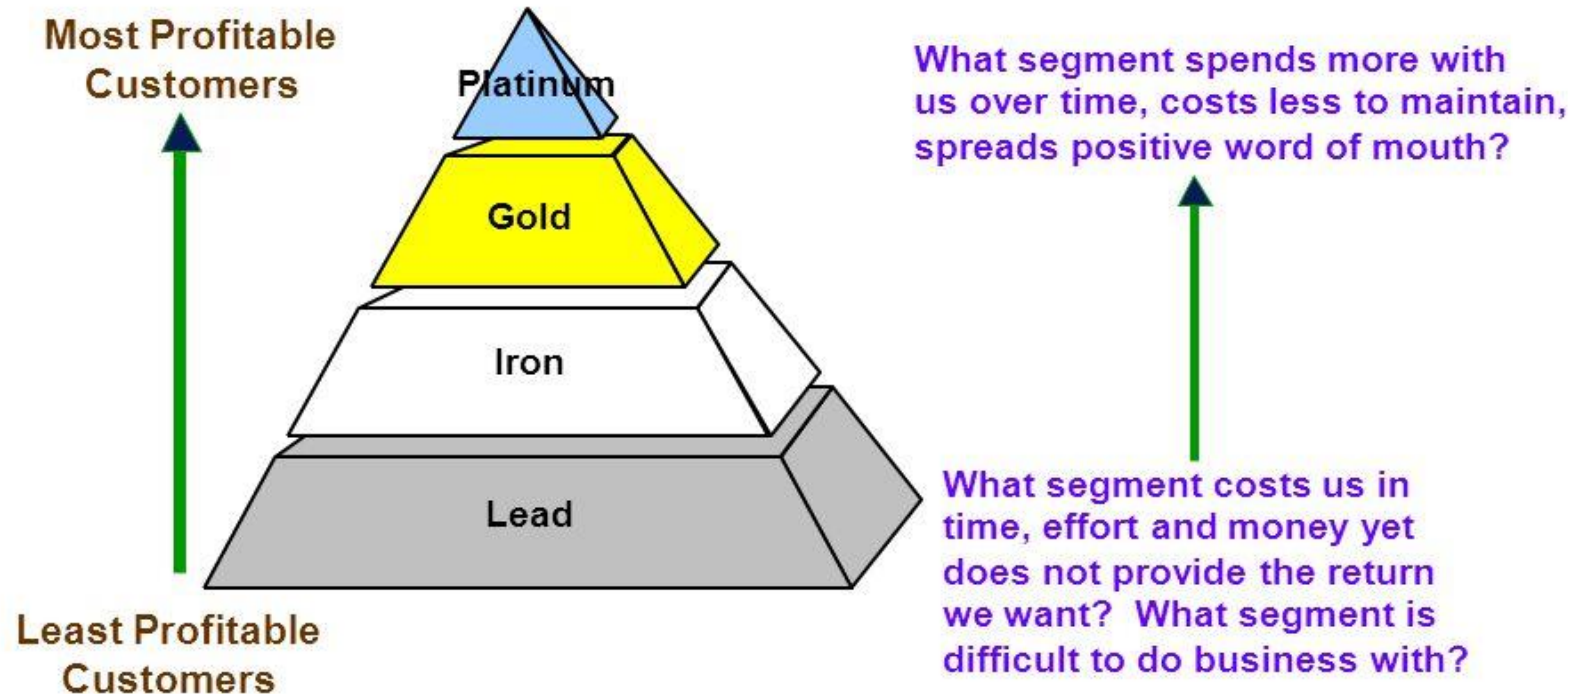 Most Profitable
Customers
Platinum
Gold
Iron
Lead
Least Profitable
Customers
What segment spends more with
us over time, costs less to maintain,
spreads positive word of mouth?
What segment costs us in
time, effort and money yet
does not provide the return
we want? What segment is
difficult to do business with?